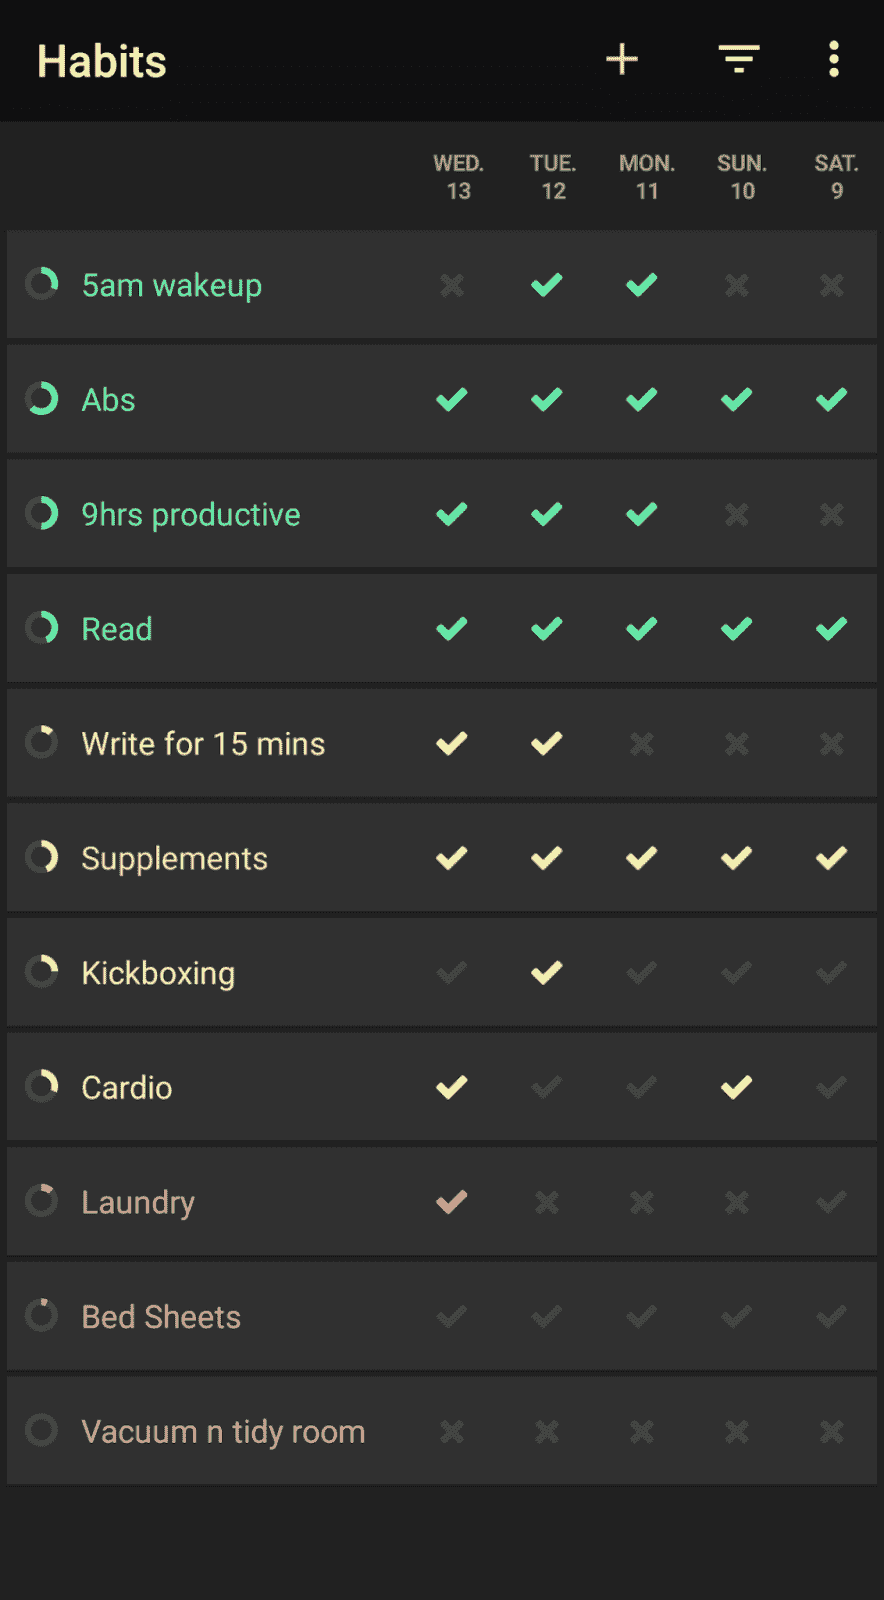 Habits
WED. TUE. MON. SUN. SAT.
13 12 11 10 9
5am wakeup
Abs
9hrs productive
Read
Write for 15 mins
Supplements
Kickboxing
Cardio
Laundry
Bed Sheets
Vacuum n tidy room